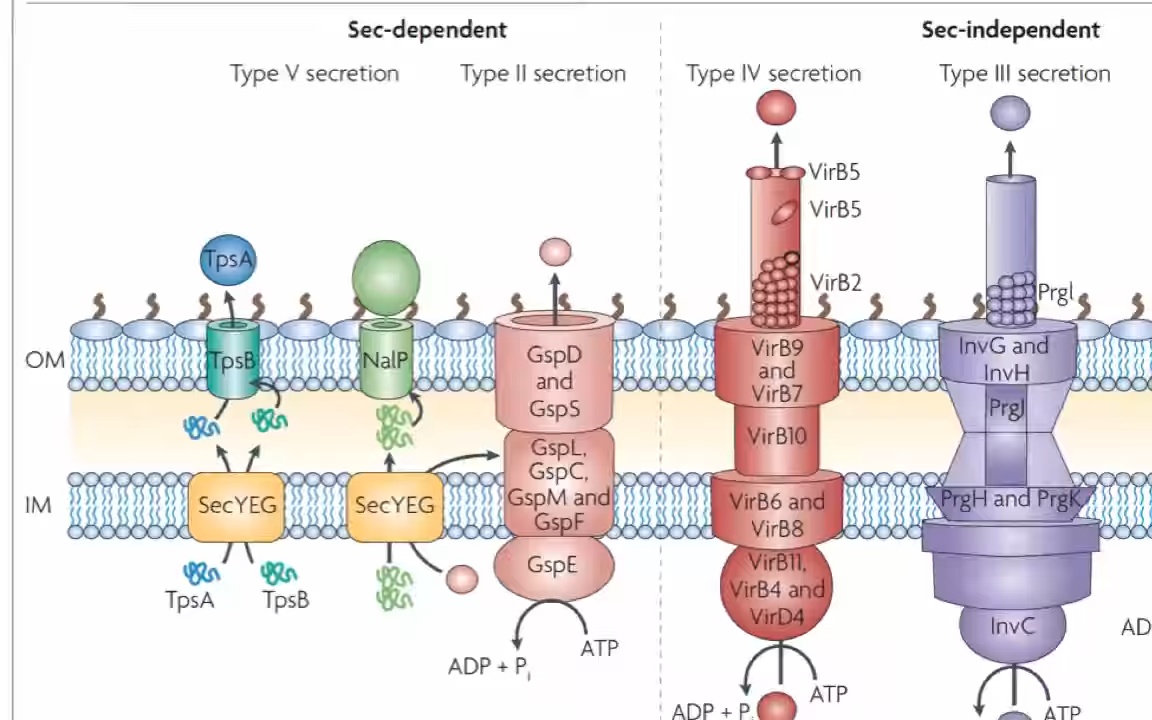 Sec-dependent
Sec-independent
Type V secretion
Type II secretion
Type IV secretion
Type III secretion
VirB5
VirB5
VirB2
PrgI
OM
TpsA
TpsB
NalP
GspD
and
GspS
VirB9
and
VirB7
InvG and
InvH
PrgJ
VirB10
GspL,
GspC,
GspM and
GspF
IM
SecYEG
SecYEG
VirB6 and
VirB8
PrgH and PrgK
GspE
VirB11,
VirB4 and
VirD4
TpsA
TpsB
InvC
AD
ADP + Pi
ATP
ADP + P
ATP
ATP